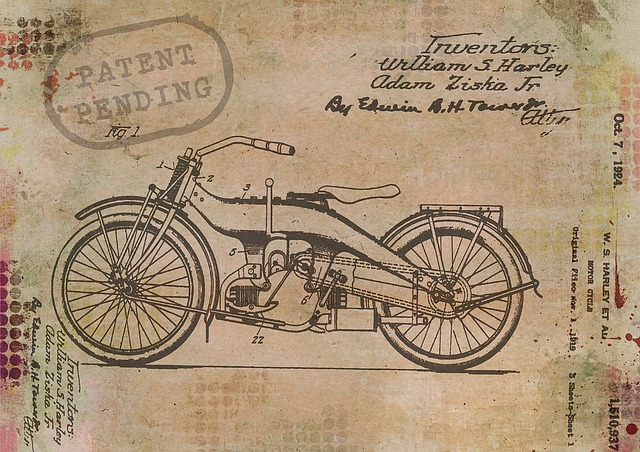 PATENT
PENDING
Inventors:
William S. Harley
Adam Ziska Jr
By Edwin B.H. Tower Jr.
Att'y
Fig 1.
1
2
3
5
6
22
Oct. 7, 1924.
W. S. HARLEY ET AL
MOTOR CYCLE
Original Filed Nov. 1, 1919
3 Sheets-Sheet 1
1,510,937
Inventors:
William S. Harley
Adam Ziska Jr.
By Edwin B.H. Tower Jr.